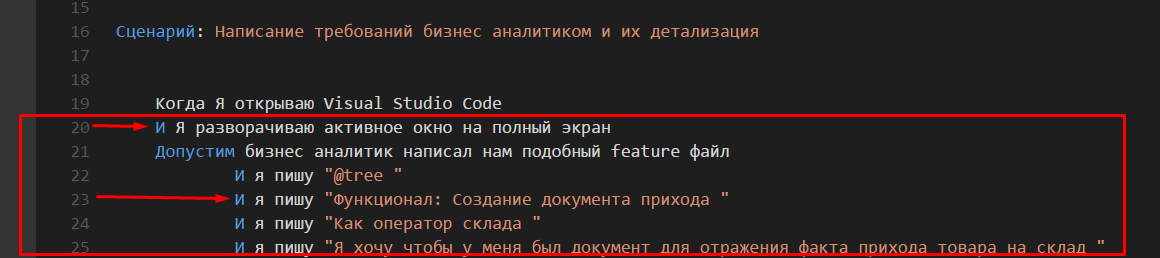 15
16 Сценарий: Написание требований бизнес аналитиком и их детализация
17
18
19 Когда Я открываю Visual Studio Code
20 И Я разворачиваю активное окно на полный экран
21 Допустим бизнес аналитик написал нам подобный feature файл
22 И я пишу "@tree "
23 И я пишу "Функционал: Создание документа прихода "
24 И я пишу "Как оператор склада "
25 И я пишу "Я хочу чтобы у меня был документ для отражения факта прихода товара на склад "